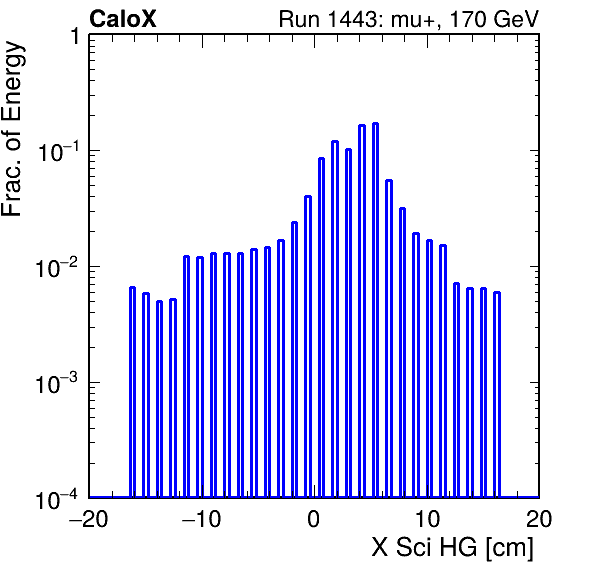 CaloX Run 1443: mu+, 170 GeV
Frac. of Energy
1
10⁻¹
10⁻²
10⁻³
10⁻⁴
−20 −10 0 10 20
X Sci HG [cm]